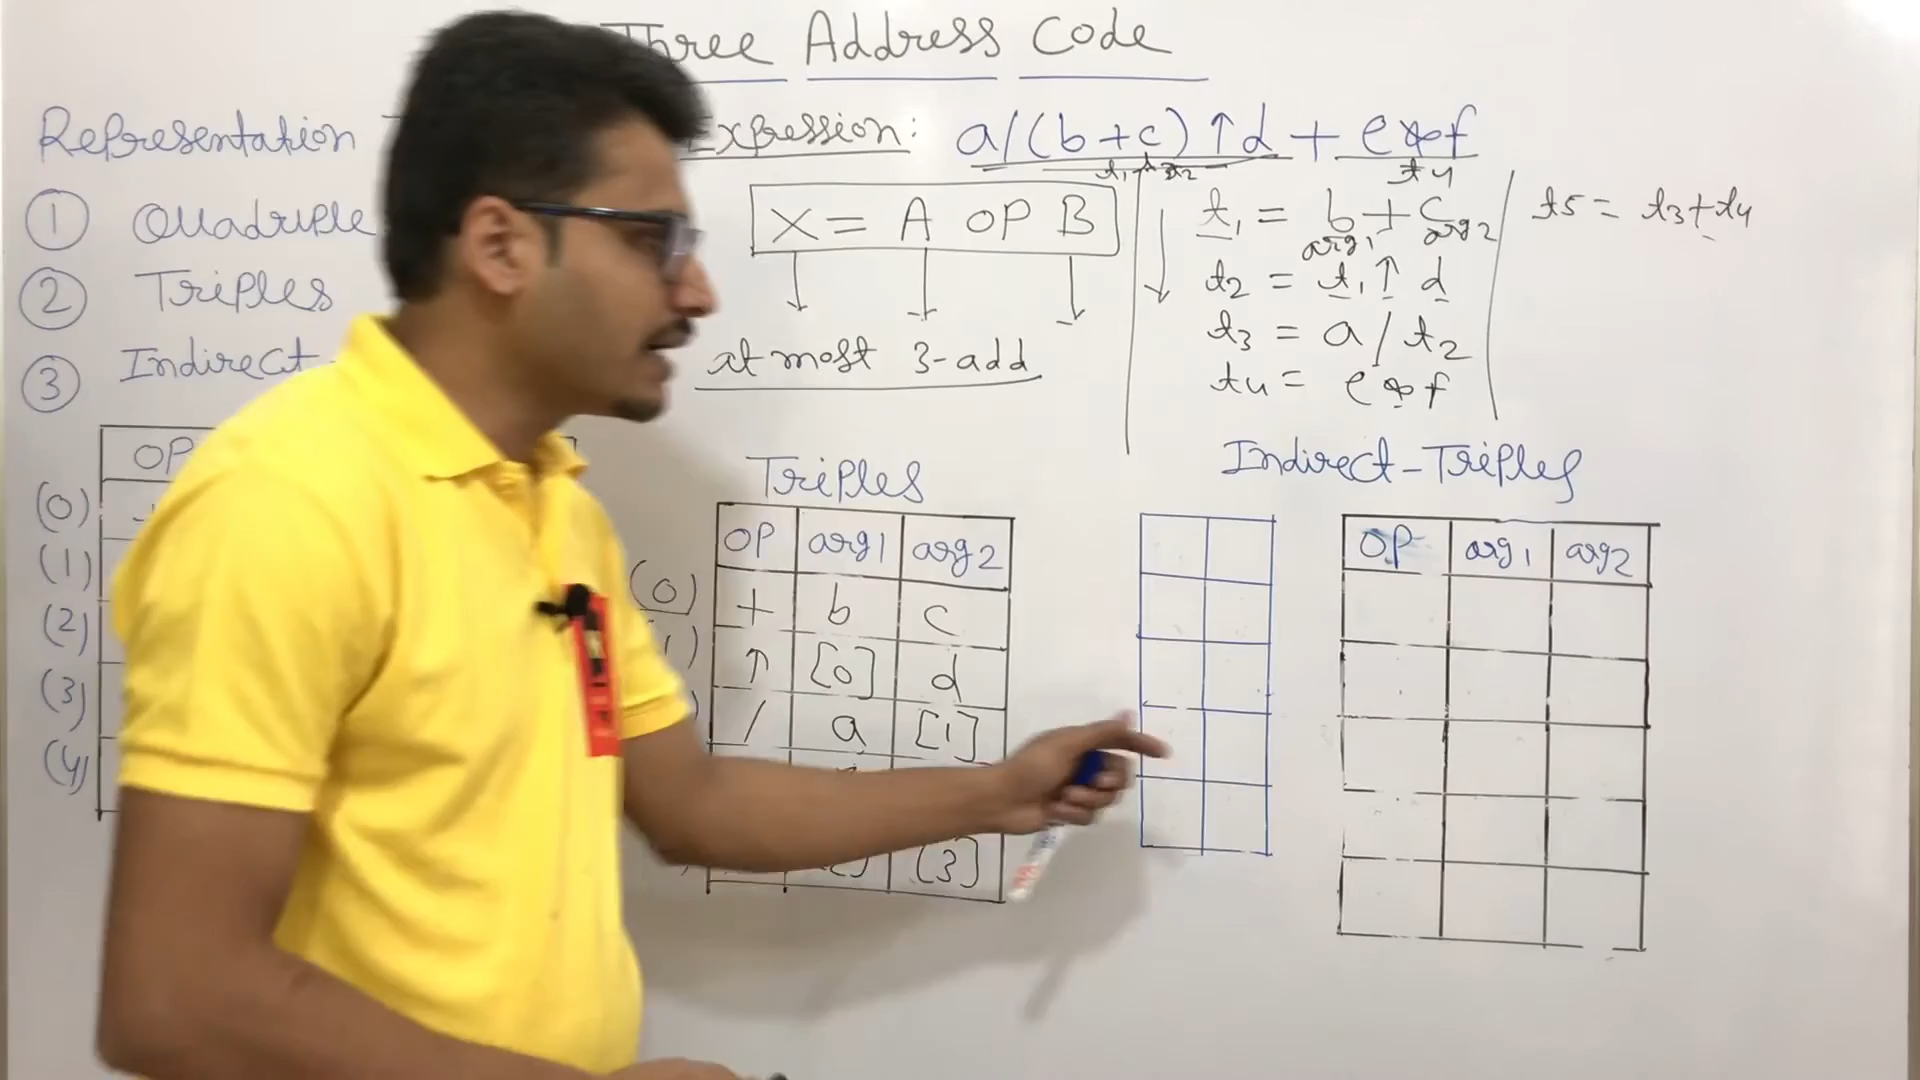 Three Address Code
Representation
Expression: a/(b+c)↑d + e*f
t1 t3 t2 t4
① Quadruple
② Triples
③ Indirect-
X = A OP B
at most 3-add
t1 = b + c
arg1 arg2
t2 = t1 ↑ d
t3 = a / t2
t4 = e * f
t5 = t3+t4
OP
(0)
(1)
(2)
(3)
(4)
Triples
OP arg1 arg2
(0) + b c
↑ [0] d
/ a [1]
(3)
Indirect-Triples
OP arg1 arg2